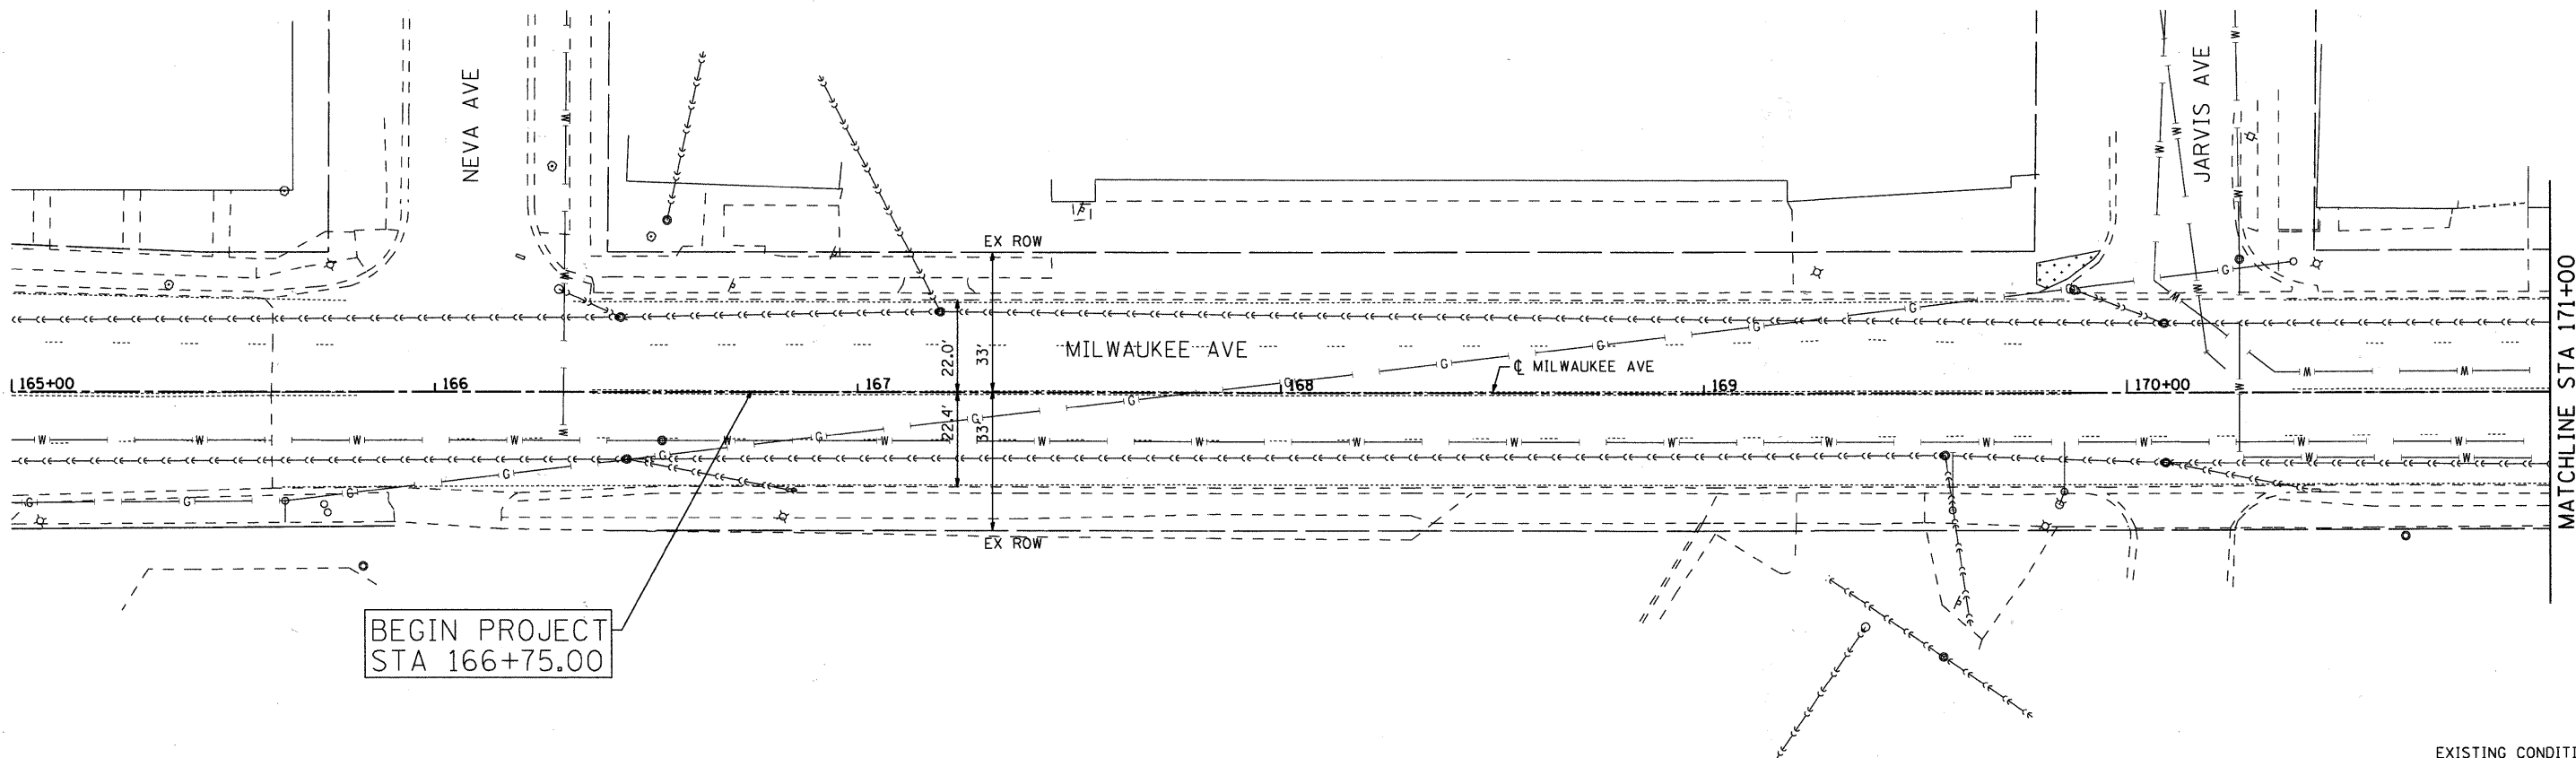 NEVA AVE
JARVIS AVE
EX ROW
MILWAUKEE AVE
22.0'
33'
℄ MILWAUKEE AVE
165+00
166
167
168
169
170+00
22.4'
33'
EX ROW
BEGIN PROJECT
STA 166+75.00
MATCHLINE STA 171+00
W W W W W W W W W W W W W W W W
G G G G G G G G G G G G G G
EXISTING CONDITI